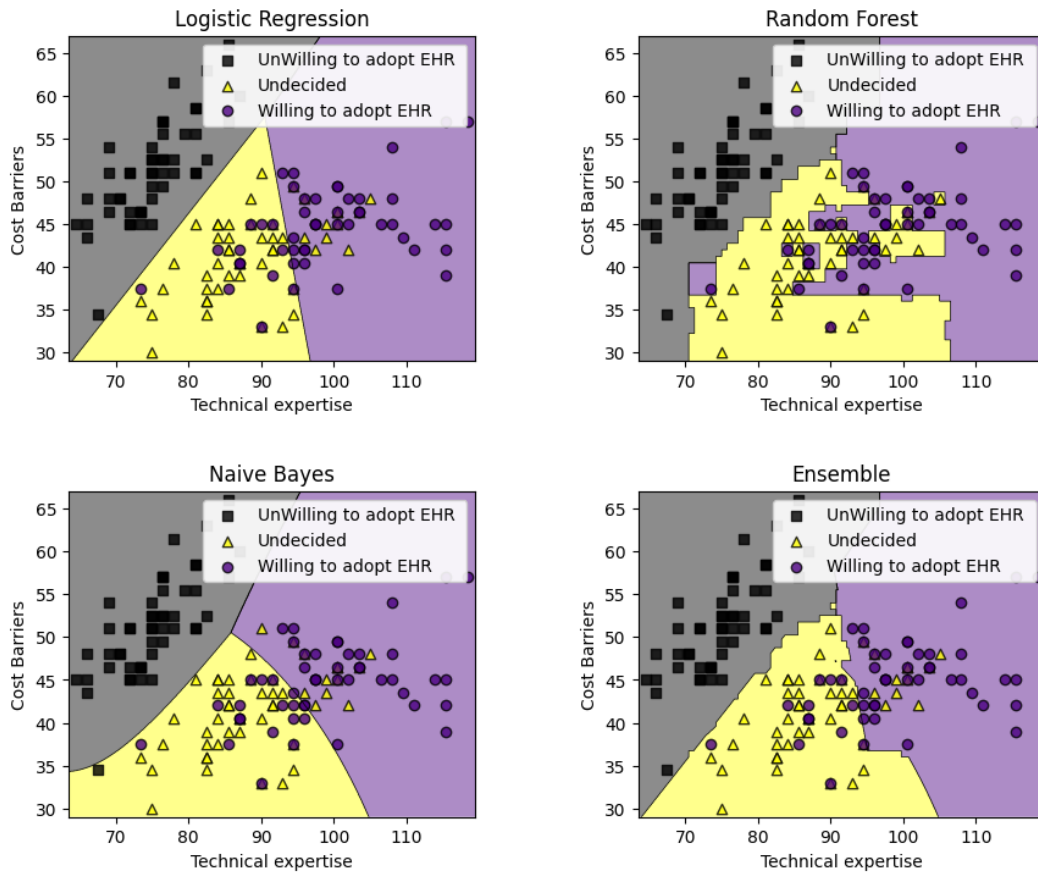 Logistic Regression
65
60
55
50
45
40
35
30
Cost Barriers
UnWilling to adopt EHR
Undecided
Willing to adopt EHR
70 80 90 100 110
Technical expertise
Random Forest
65
60
55
50
45
40
35
30
Cost Barriers
UnWilling to adopt EHR
Undecided
Willing to adopt EHR
70 80 90 100 110
Technical expertise
Naive Bayes
65
60
55
50
45
40
35
30
Cost Barriers
UnWilling to adopt EHR
Undecided
Willing to adopt EHR
70 80 90 100 110
Technical expertise
Ensemble
65
60
55
50
45
40
35
30
Cost Barriers
UnWilling to adopt EHR
Undecided
Willing to adopt EHR
70 80 90 100 110
Technical expertise